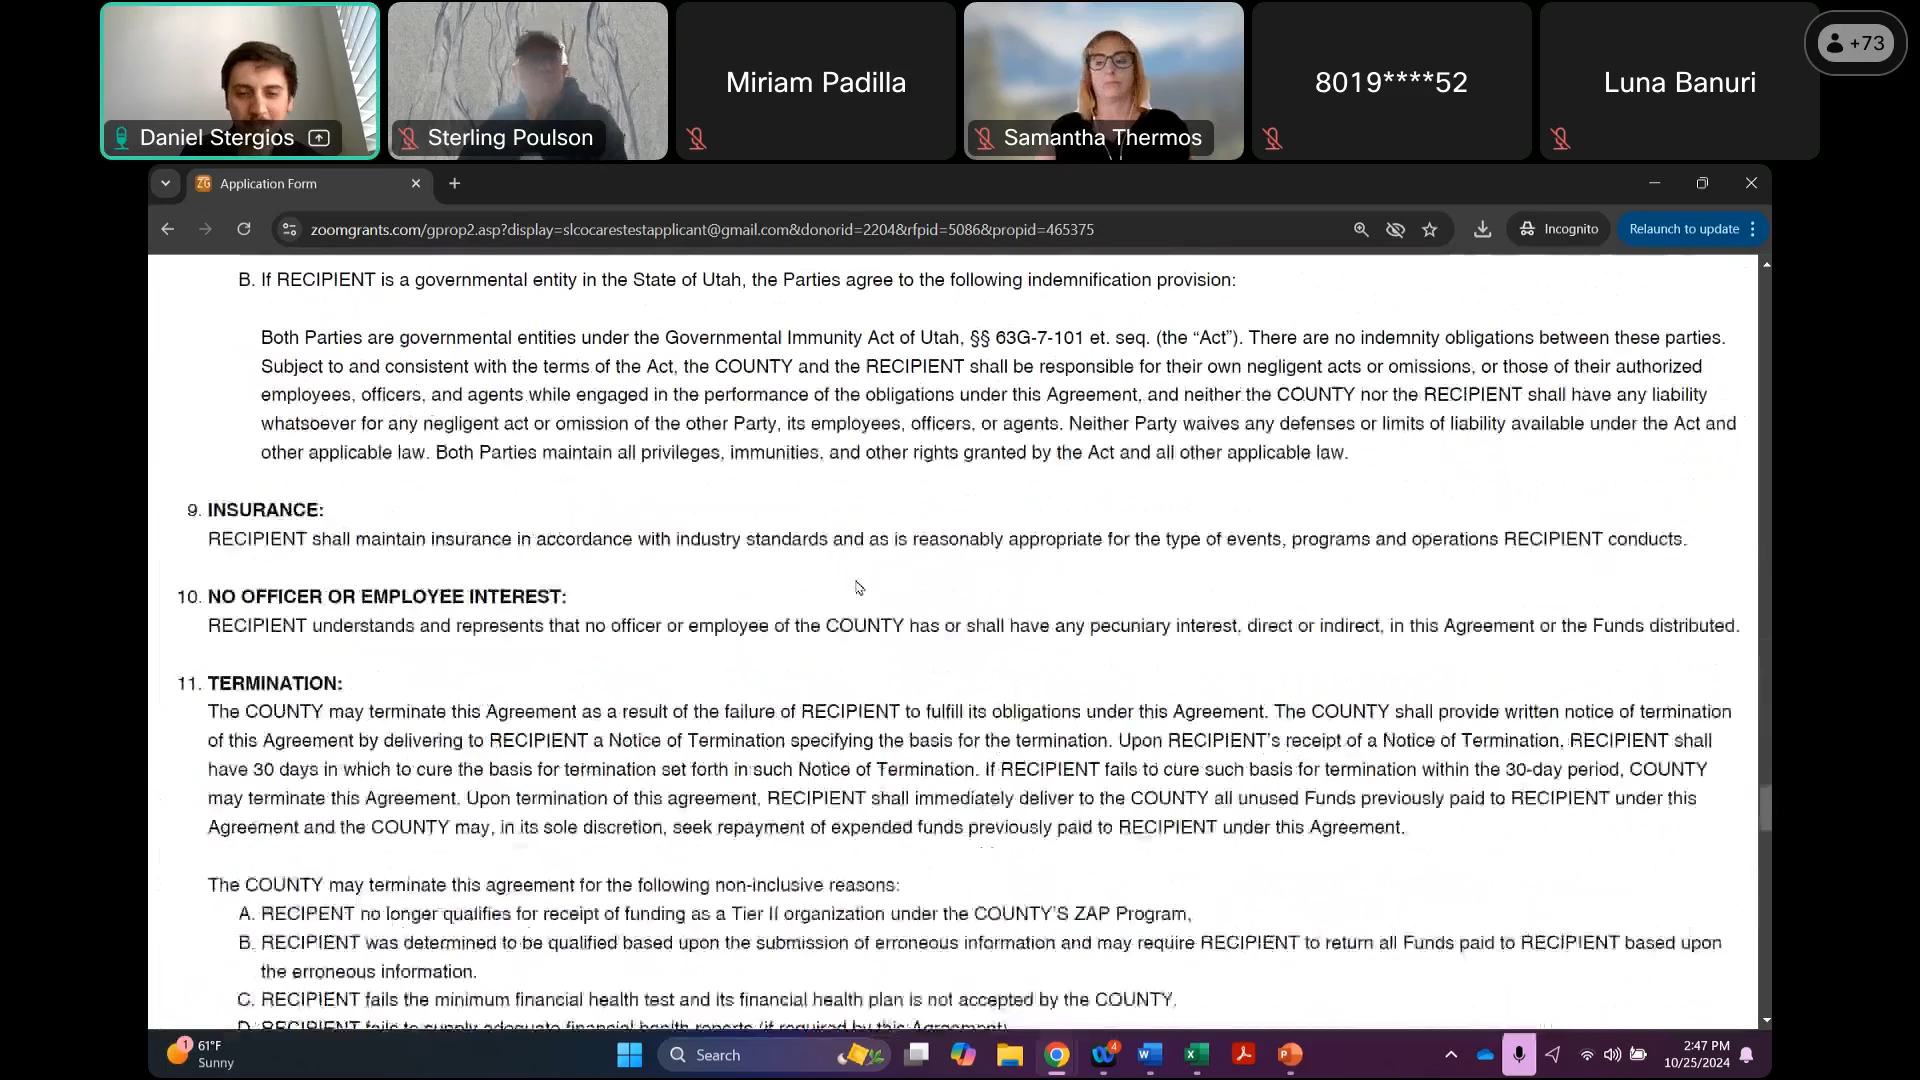 Daniel Stergios
Sterling Poulson
Miriam Padilla
Samantha Thermos
8019****52
Luna Banuri
+73
ZG Application Form
zoomgrants.com/gprop2.asp?display=slcocarestestapplicant@gmail.com&donorid=2204&rfpid=5086&propid=465375
Incognito
Relaunch to update
B. If RECIPIENT is a governmental entity in the State of Utah, the Parties agree to the following indemnification provision:
Both Parties are governmental entities under the Governmental Immunity Act of Utah, §§ 63G-7-101 et. seq. (the “Act”). There are no indemnity obligations between these parties.
Subject to and consistent with the terms of the Act, the COUNTY and the RECIPIENT shall be responsible for their own negligent acts or omissions, or those of their authorized
employees, officers, and agents while engaged in the performance of the obligations under this Agreement, and neither the COUNTY nor the RECIPIENT shall have any liability
whatsoever for any negligent act or omission of the other Party, its employees, officers, or agents. Neither Party waives any defenses or limits of liability available under the Act and
other applicable law. Both Parties maintain all privileges, immunities, and other rights granted by the Act and all other applicable law.
9. INSURANCE:
RECIPIENT shall maintain insurance in accordance with industry standards and as is reasonably appropriate for the type of events, programs and operations RECIPIENT conducts.
10. NO OFFICER OR EMPLOYEE INTEREST:
RECIPIENT understands and represents that no officer or employee of the COUNTY has or shall have any pecuniary interest, direct or indirect, in this Agreement or the Funds distributed.
11. TERMINATION:
The COUNTY may terminate this Agreement as a result of the failure of RECIPIENT to fulfill its obligations under this Agreement. The COUNTY shall provide written notice of termination
of this Agreement by delivering to RECIPIENT a Notice of Termination specifying the basis for the termination. Upon RECIPIENT’s receipt of a Notice of Termination, RECIPIENT shall
have 30 days in which to cure the basis for termination set forth in such Notice of Termination. If RECIPIENT fails to cure such basis for termination within the 30-day period, COUNTY
may terminate this Agreement. Upon termination of this agreement, RECIPIENT shall immediately deliver to the COUNTY all unused Funds previously paid to RECIPIENT under this
Agreement and the COUNTY may, in its sole discretion, seek repayment of expended funds previously paid to RECIPIENT under this Agreement.
The COUNTY may terminate this agreement for the following non-inclusive reasons:
A. RECIPENT no longer qualifies for receipt of funding as a Tier II organization under the COUNTY’S ZAP Program,
B. RECIPIENT was determined to be qualified based upon the submission of erroneous information and may require RECIPIENT to return all Funds paid to RECIPIENT based upon
the erroneous information.
C. RECIPIENT fails the minimum financial health test and its financial health plan is not accepted by the COUNTY.
D. RECIPIENT fails to supply adequate financial health reports (if required by this Agreement)
1
61°F
Sunny
Search
4
2:47 PM
10/25/2024